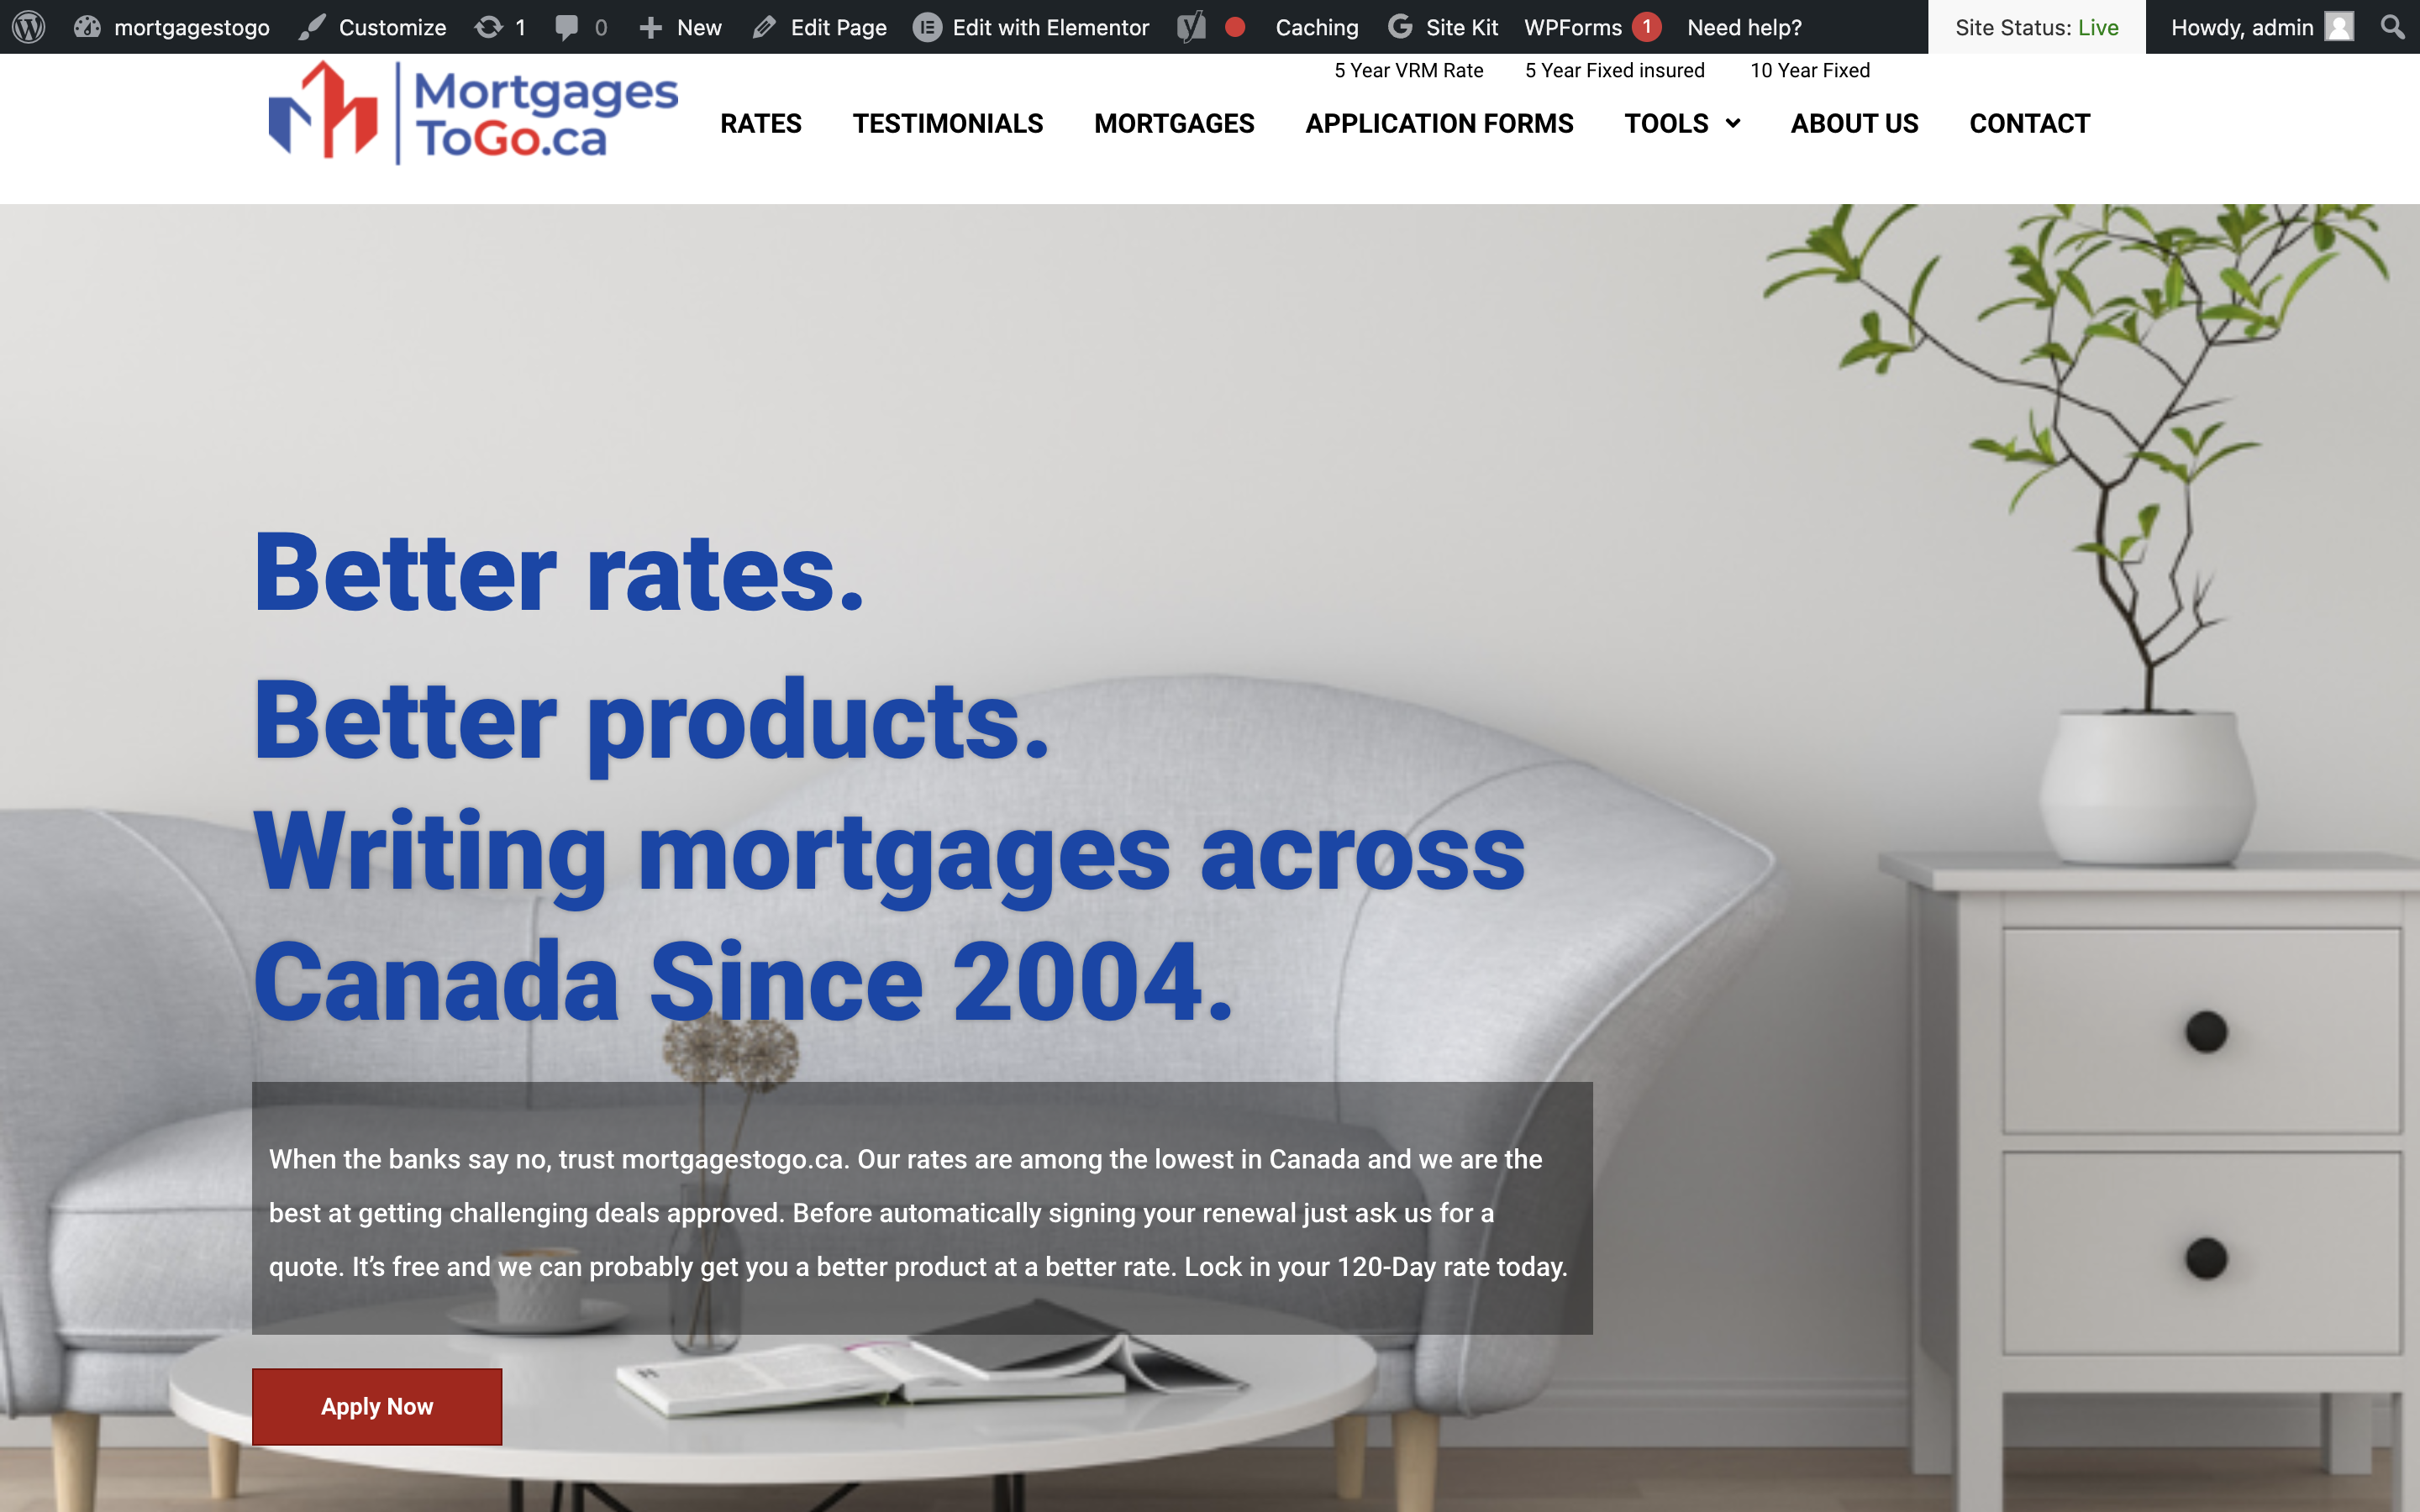 mortgagestogo Customize 1 0 New Edit Page Edit with Elementor Caching Site Kit WPForms 1 Need help? Site Status: Live Howdy, admin
5 Year VRM Rate 5 Year Fixed insured 10 Year Fixed
Mortgages
ToGo.ca
RATES TESTIMONIALS MORTGAGES APPLICATION FORMS TOOLS ABOUT US CONTACT
Better rates.
Better products.
Writing mortgages across
Canada Since 2004.
When the banks say no, trust mortgagestogo.ca. Our rates are among the lowest in Canada and we are the
best at getting challenging deals approved. Before automatically signing your renewal just ask us for a
quote. It’s free and we can probably get you a better product at a better rate. Lock in your 120-Day rate today.
Apply Now